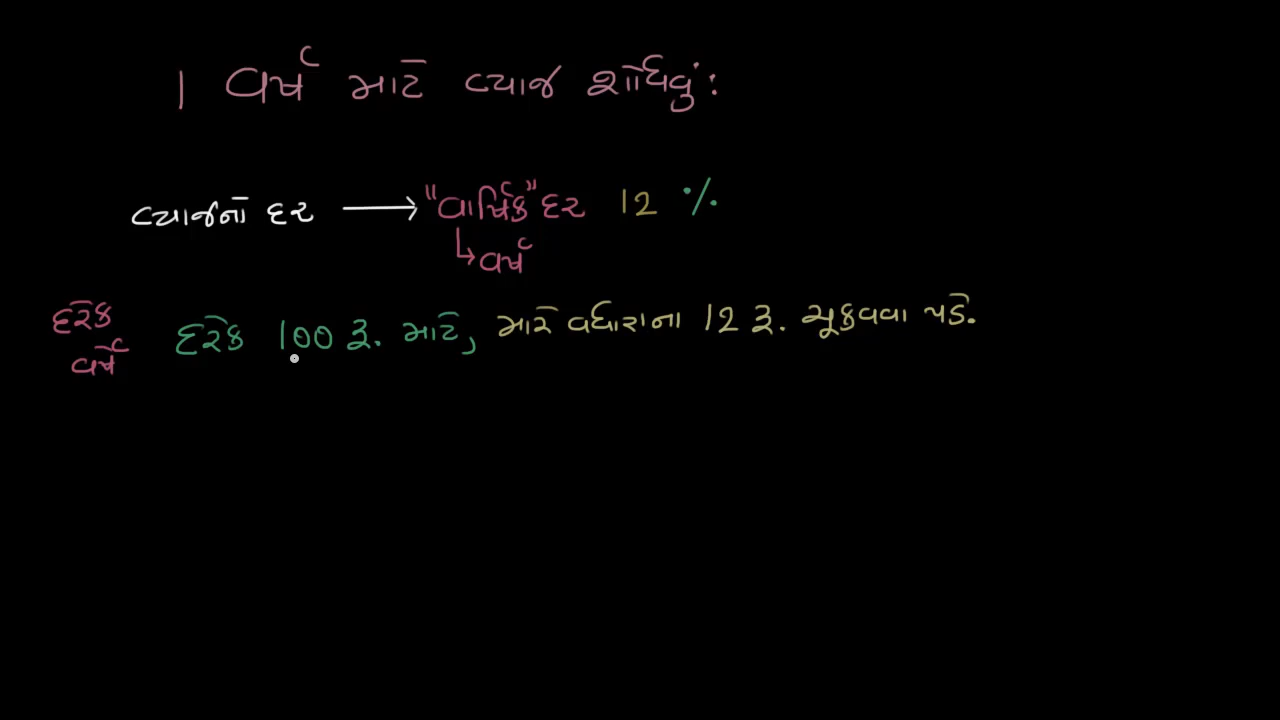 1 વર્ષ માટે વ્યાજ શોધવું:
વ્યાજનો દર → "વાર્ષિક" દર 12 %
↳ વર્ષ
દરેક વર્ષે દરેક 100 રૂ. માટે, મારે વધારાના 12 રૂ. ચૂકવવા પડે.